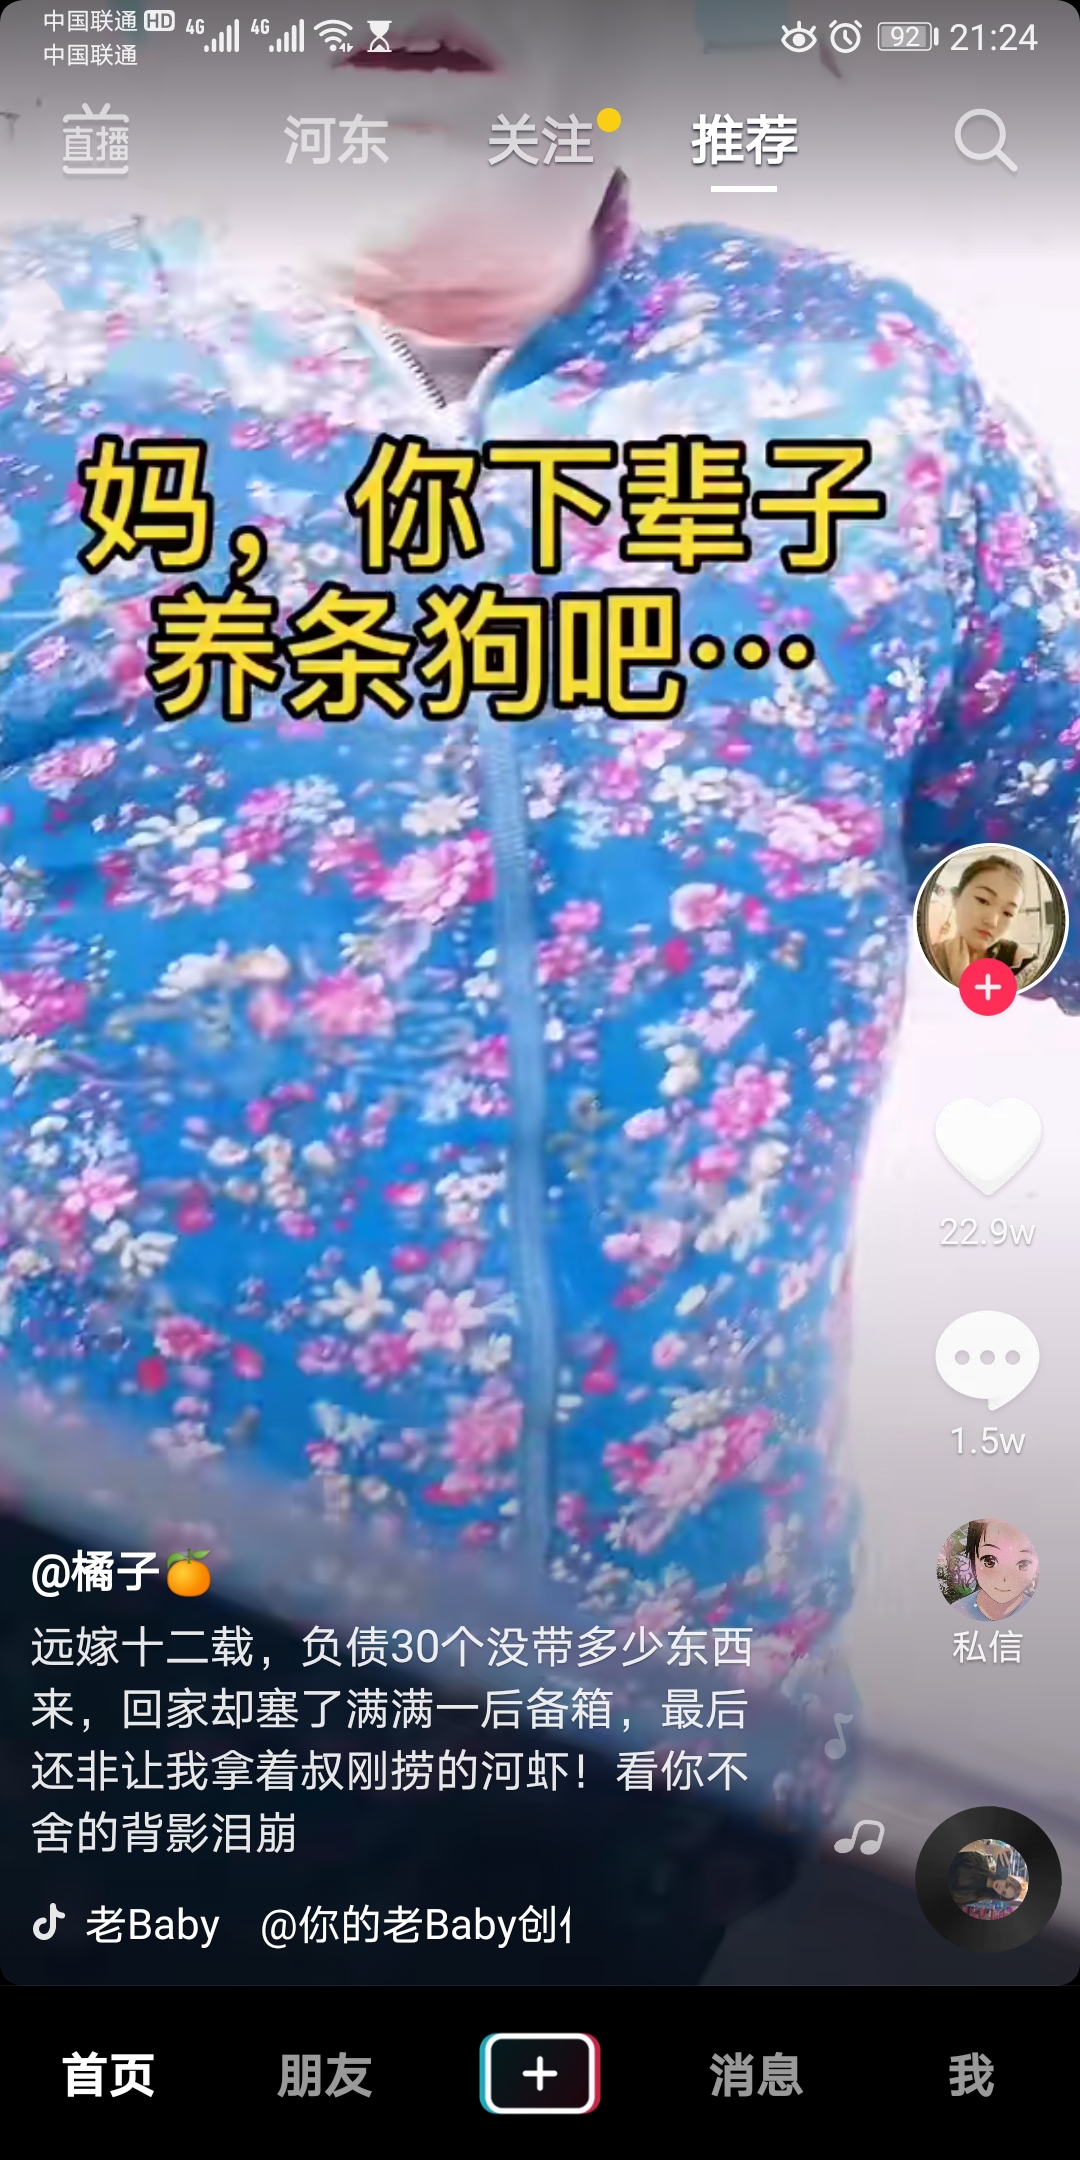 中国联通 HD 4G 4G 92 21:24
中国联通
直播 河东 关注 推荐
妈，你下辈子
养条狗吧…
22.9w
1.5w
私信
@橘子🍊
远嫁十二载，负债30个没带多少东西
来，回家却塞了满满一后备箱，最后
还非让我拿着叔刚捞的河虾！看你不
舍的背影泪崩
老Baby @你的老Baby创
首页 朋友 消息 我